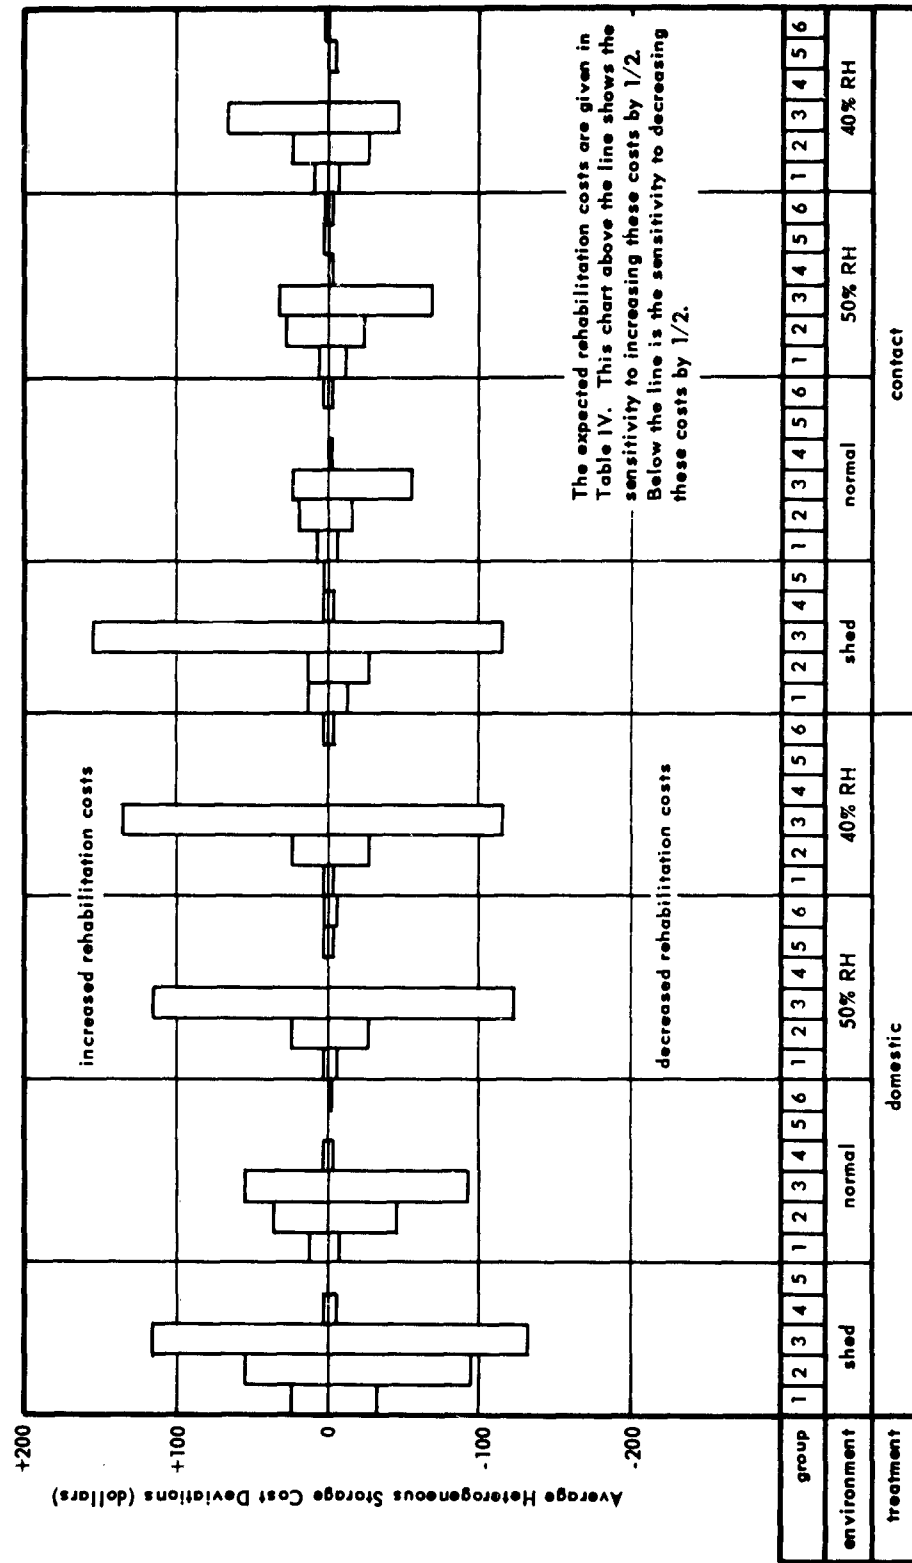 +200
+100
0
-100
-200
Average Heterogeneous Storage Cost Deviations (dollars)
increased rehabilitation costs
decreased rehabilitation costs
The expected rehabilitation costs are given in
Table IV. This chart above the line shows the
sensitivity to increasing these costs by 1/2.
Below the line is the sensitivity to decreasing
these costs by 1/2.
group 1 2 3 4 5 1 2 3 4 5 6 1 2 3 4 5 6 1 2 3 4 5 6 1 2 3 4 5 1 2 3 4 5 6 1 2 3 4 5 6 1 2 3 4 5 6
environment shed normal 50% RH 40% RH shed normal 50% RH 40% RH
treatment domestic contact